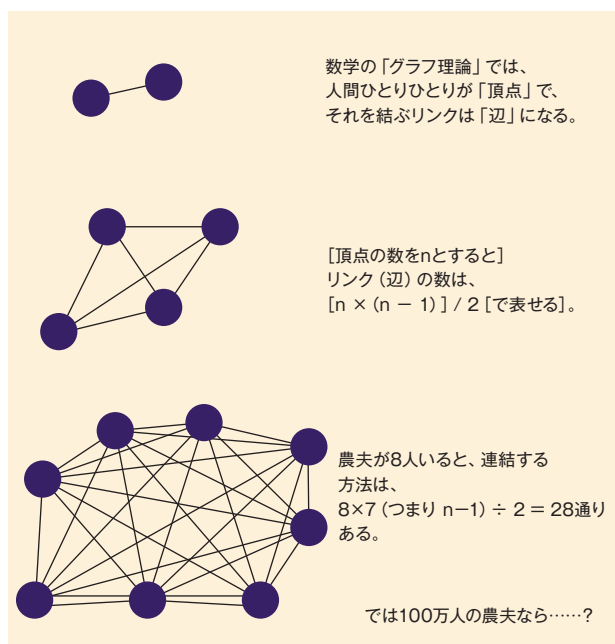 数学の「グラフ理論」では、
人間ひとりひとりが「頂点」で、
それを結ぶリンクは「辺」になる。
[頂点の数をnとすると]
リンク（辺）の数は、
[n × (n − 1) ] / 2 [で表せる]。
農夫が8人いると、連結する
方法は、
8×7 (つまり n−1) ÷ 2 = 28通り
ある。
では100万人の農夫なら……?